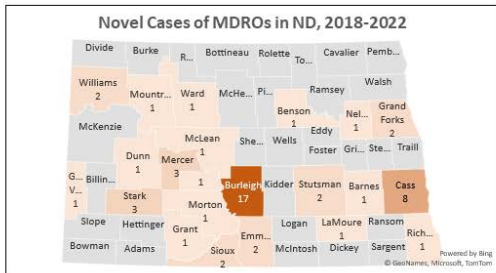 Novel Cases of MDROs in ND, 2018-2022
Divide Burke R... Bottineau Rolette To... Cavalier Pemb...
Williams 2
Mountr... 1
Ward 1
McHe... Pi... Ramsey Walsh
Benson 1
Nel... 1
Grand Forks 2
McKenzie
McLean 1
She... Wells Eddy
Foster Gri... Ste... Traill
Dunn 1
Mercer 3
1
G... V... 1
Billin...
Stark 3
Morton 1
Burleigh 17
Kidder
Stutsman 2
Barnes 1
Cass 8
Slope Hettinger
Grant 1
Emm... 2
Logan
LaMoure 1
Ransom
Rich... 1
Bowman Adams
Sioux 2
McIntosh Dickey Sargent
Powered by Bing
© GeoNames, Microsoft, TomTom